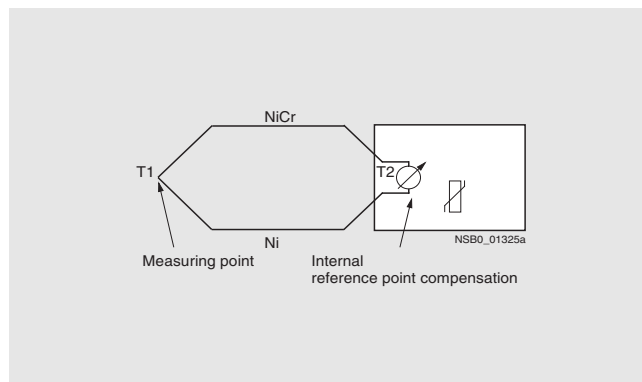 NiCr
T1
T2
NSB0_01325a
Ni
Measuring point
Internal
reference point compensation